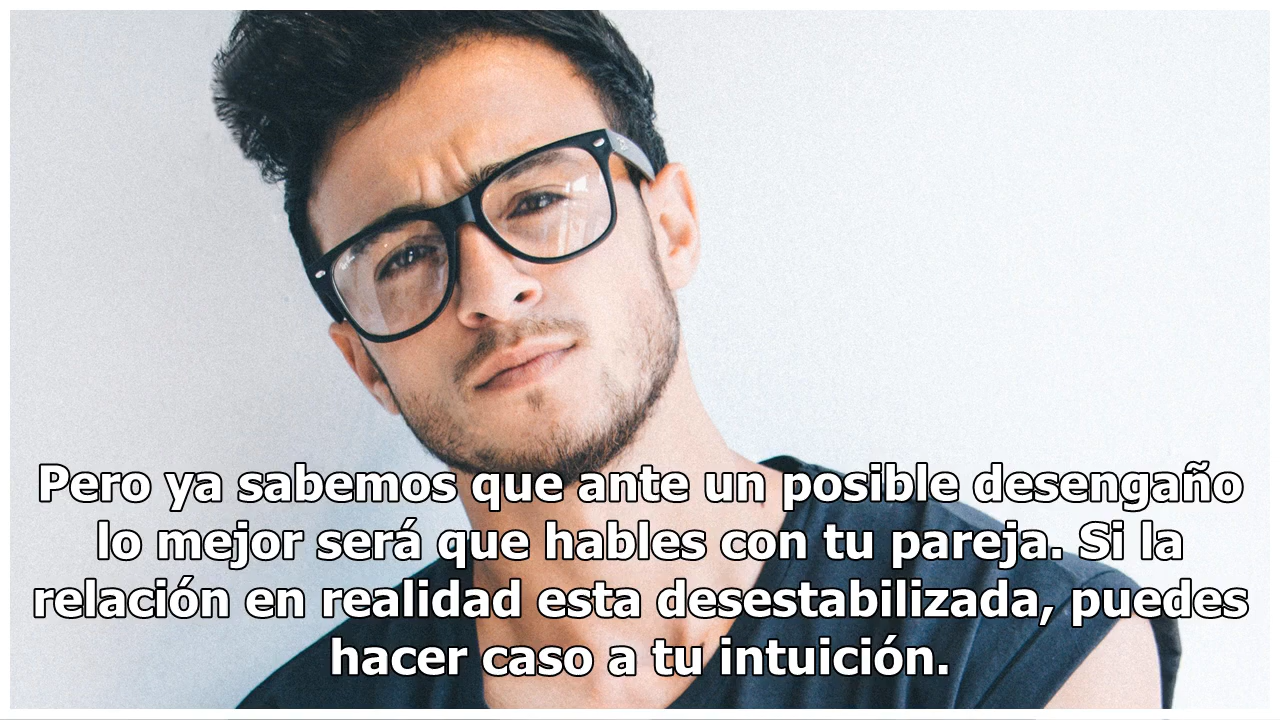 Pero ya sabemos que ante un posible desengaño
lo mejor será que hables con tu pareja. Si la
relación en realidad esta desestabilizada, puedes
hacer caso a tu intuición.